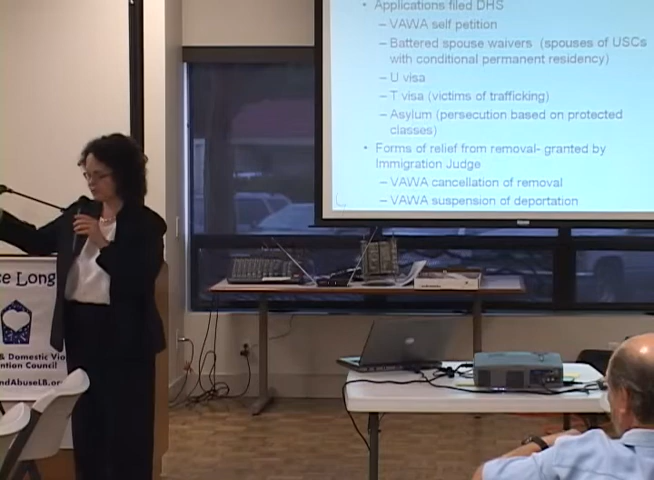 • Applications filed DHS
– VAWA self petition
– Battered spouse waivers (spouses of USCs
with conditional permanent residency)
– U visa
– T visa (victims of trafficking)
– Asylum (persecution based on protected
classes)
• Forms of relief from removal- granted by
Immigration Judge
– VAWA cancellation of removal
– VAWA suspension of deportation
ce Long
& Domestic Vio
ntion Council
ndAbuseLB.org